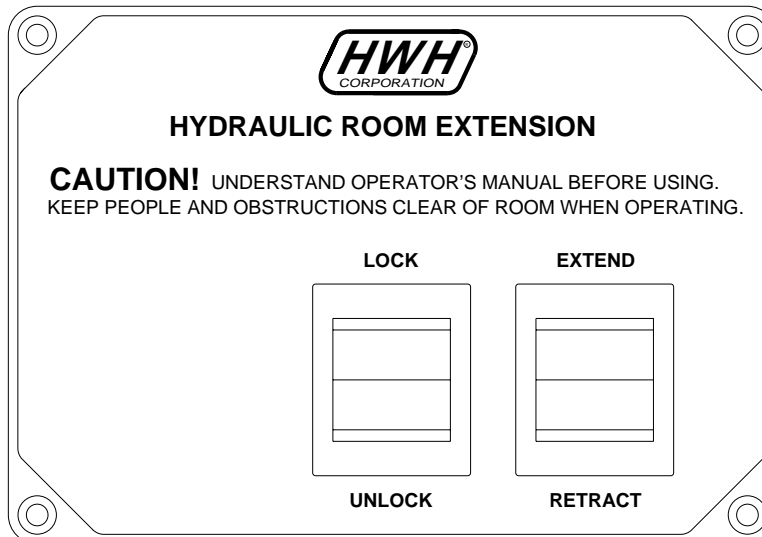 HWH®
CORPORATION
HYDRAULIC ROOM EXTENSION
CAUTION! UNDERSTAND OPERATOR'S MANUAL BEFORE USING.
KEEP PEOPLE AND OBSTRUCTIONS CLEAR OF ROOM WHEN OPERATING.
LOCK EXTEND
UNLOCK RETRACT